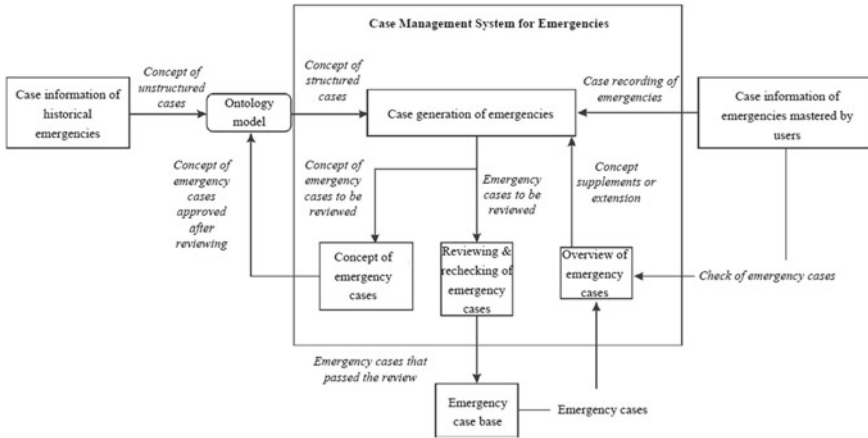 Case Management System for Emergencies
Case information of
historical emergencies
Concept of
unstructured cases
Ontology
model
Concept of
structured cases
Case generation of emergencies
Case recording of
emergencies
Case information of
emergencies mastered by
users
Concept of
emergency
cases
approved
after
reviewing
Concept of
emergency cases
to be reviewed
Emergency
cases to be
reviewed
Concept
supplements or
extension
Concept of
emergency
cases
Reviewing &
rechecking of
emergency
cases
Overview of
emergency
cases
Check of emergency cases
Emergency cases that
passed the review
Emergency
case base
Emergency cases